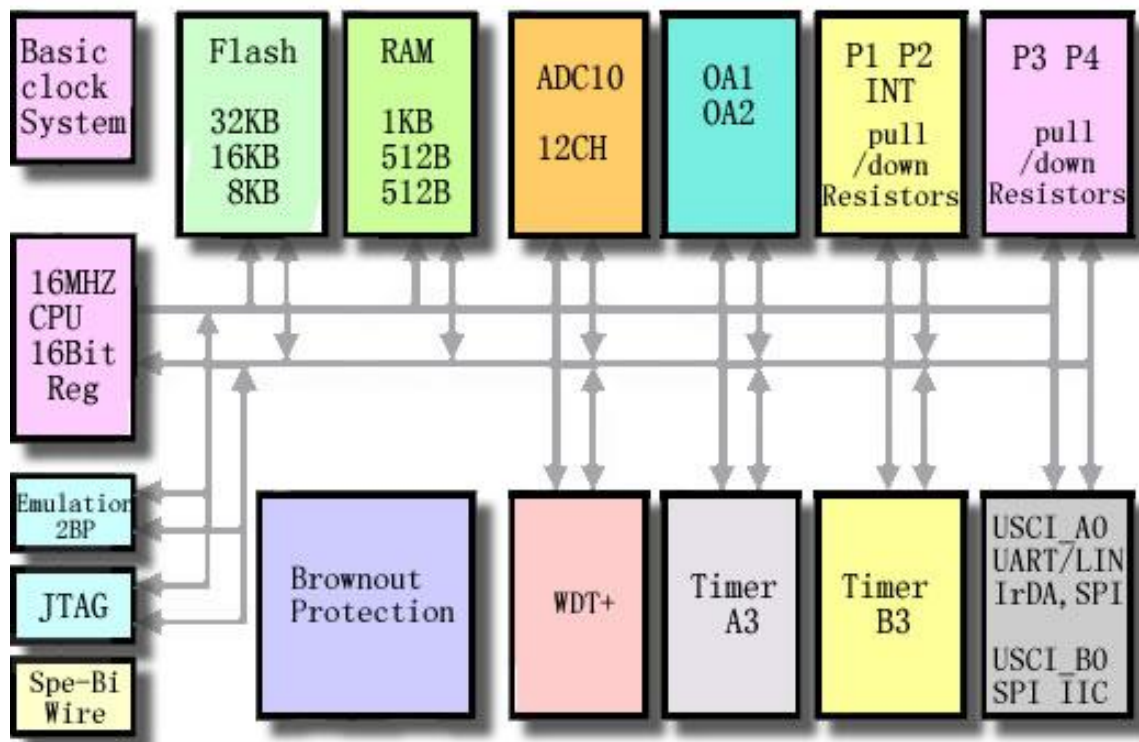 Basic
clock
System
Flash
32KB
16KB
8KB
RAM
1KB
512B
512B
ADC10
12CH
OA1
OA2
P1 P2
INT
pull
/down
Resistors
P3 P4
pull
/down
Resistors
16MHZ
CPU
16Bit
Reg
Emulation
2BP
JTAG
Spe-Bi
Wire
Brownout
Protection
WDT+
Timer
A3
Timer
B3
USCI_A0
UART/LIN
IrDA,SPI
USCI_B0
SPI IIC